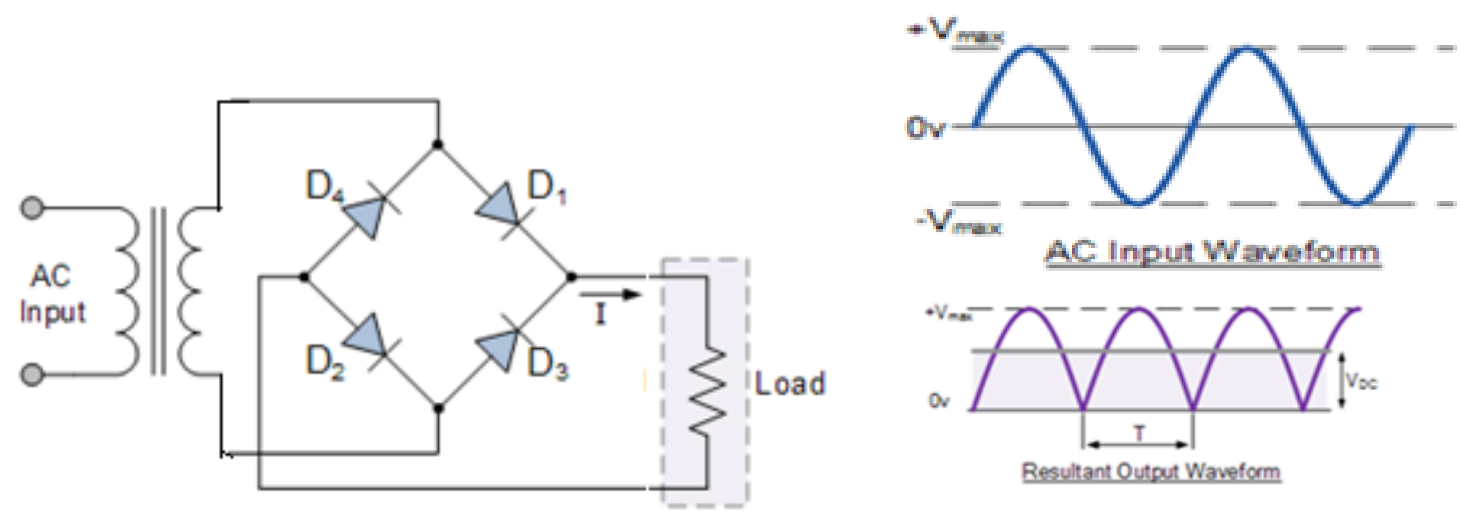 AC
Input
D4
D1
D2
D3
I
Load
+Vmax
0v
-Vmax
AC Input Waveform
+Vmax
VDC
0v
T
Resultant Output Waveform